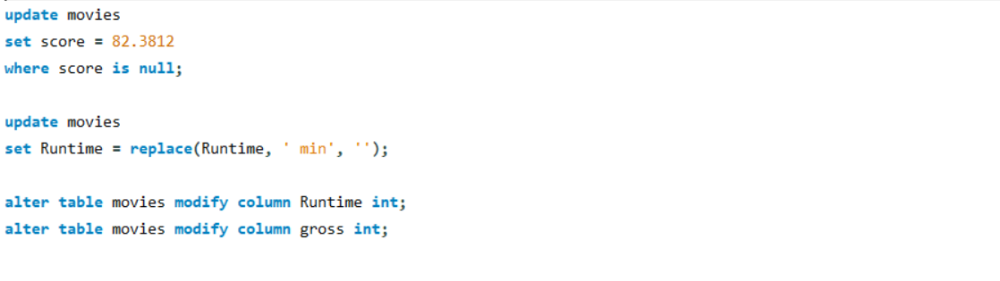 update movies
set score = 82.3812
where score is null;
update movies
set Runtime = replace(Runtime, ' min', '');
alter table movies modify column Runtime int;
alter table movies modify column gross int;